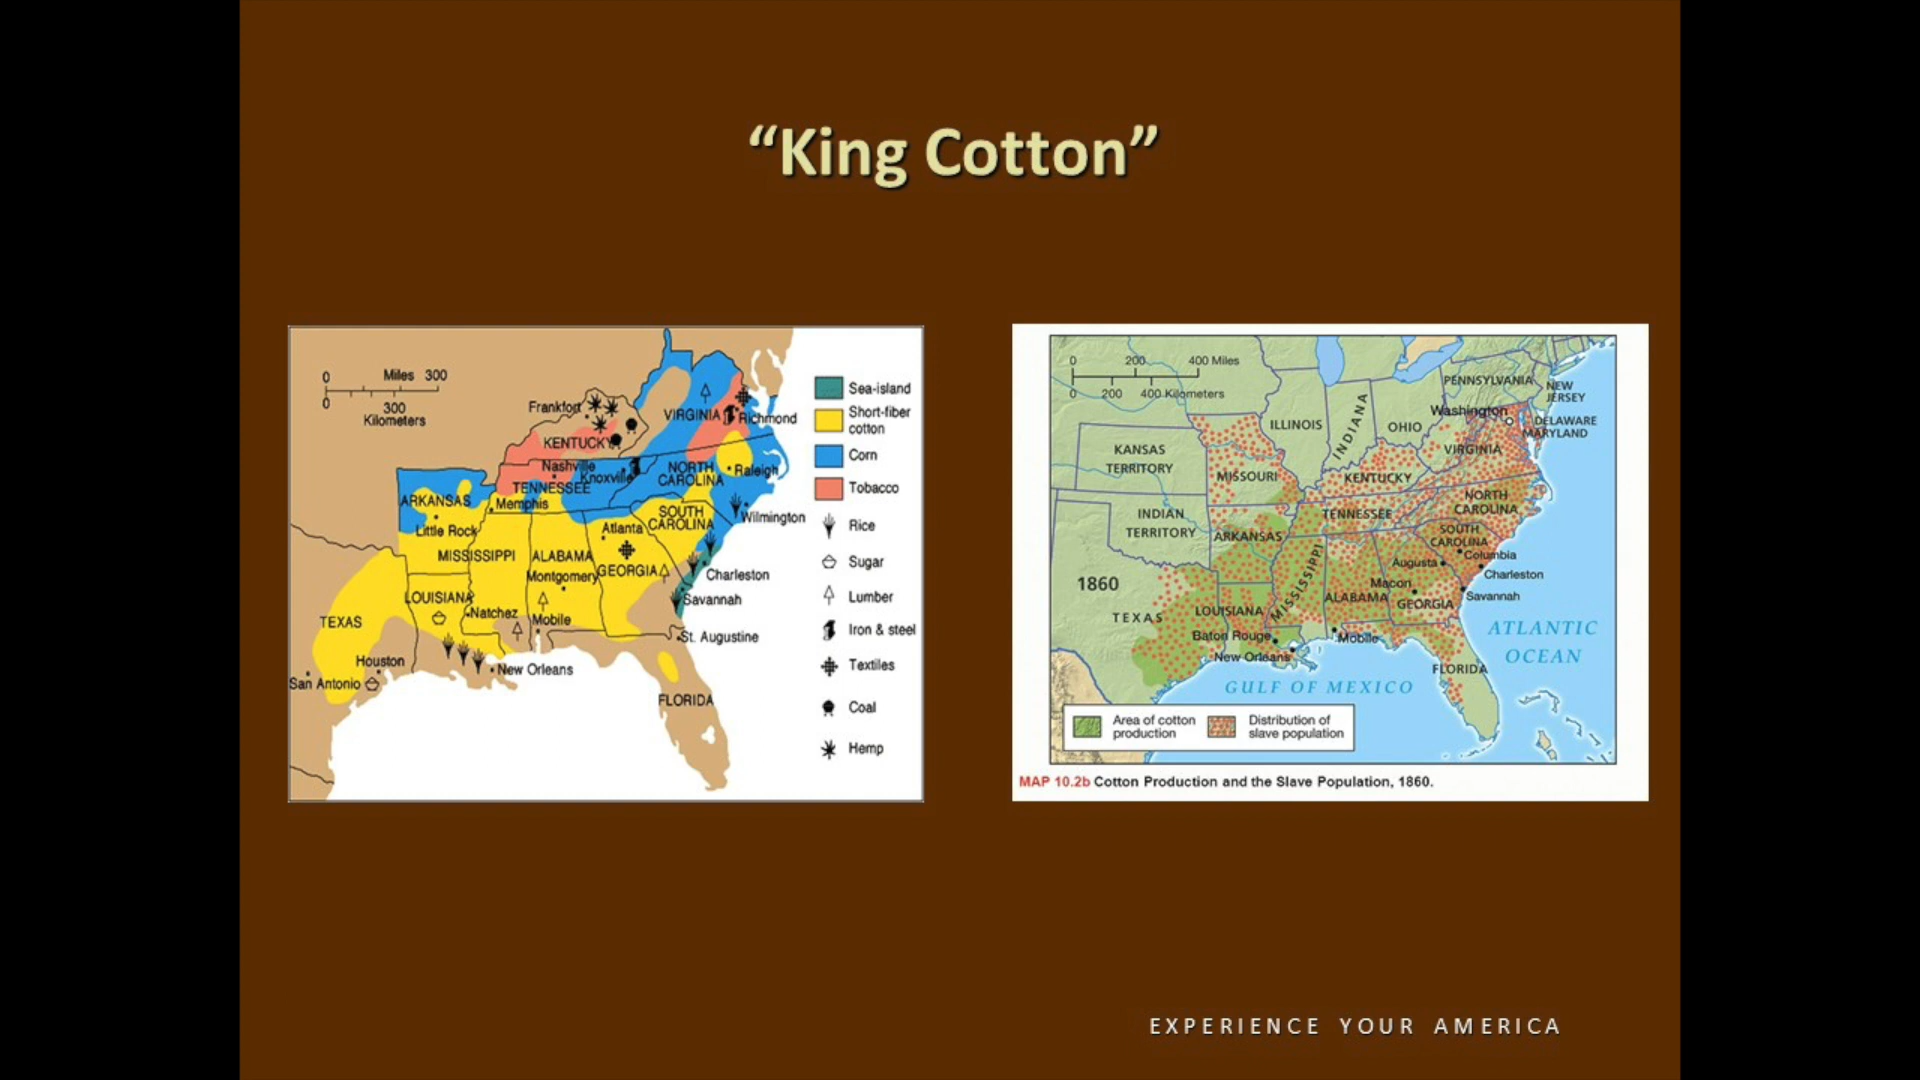 “King Cotton”
0 Miles 300
0 300
Kilometers
Frankfort
VIRGINIA
Richmond
KENTUCKY
Nashville
Knoxville
NORTH
CAROLINA
Raleigh
TENNESSEE
ARKANSAS
Memphis
Little Rock
Atlanta
SOUTH
CAROLINA
Wilmington
MISSISSIPPI
ALABAMA
GEORGIA
Montgomery
Charleston
LOUISIANA
Savannah
Natchez
Mobile
TEXAS
St. Augustine
Houston
New Orleans
San Antonio
FLORIDA
Sea-island
Short-fiber
cotton
Corn
Tobacco
Rice
Sugar
Lumber
Iron & steel
Textiles
Coal
Hemp
0 200 400 Miles
0 200 400 Kilometers
PENNSYLVANIA
NEW
JERSEY
Washington
DELAWARE
MARYLAND
ILLINOIS
INDIANA
OHIO
KANSAS
TERRITORY
VIRGINIA
MISSOURI
KENTUCKY
INDIAN
TERRITORY
TENNESSEE
NORTH
CAROLINA
ARKANSAS
SOUTH
CAROLINA
Columbia
Augusta
Charleston
1860
Macon
MISSISSIPPI
ALABAMA
GEORGIA
Savannah
TEXAS
LOUISIANA
Baton Rouge
Mobile
New Orleans
ATLANTIC
OCEAN
FLORIDA
GULF OF MEXICO
Area of cotton
production
Distribution of
slave population
MAP 10.2b Cotton Production and the Slave Population, 1860.
EXPERIENCE YOUR AMERICA